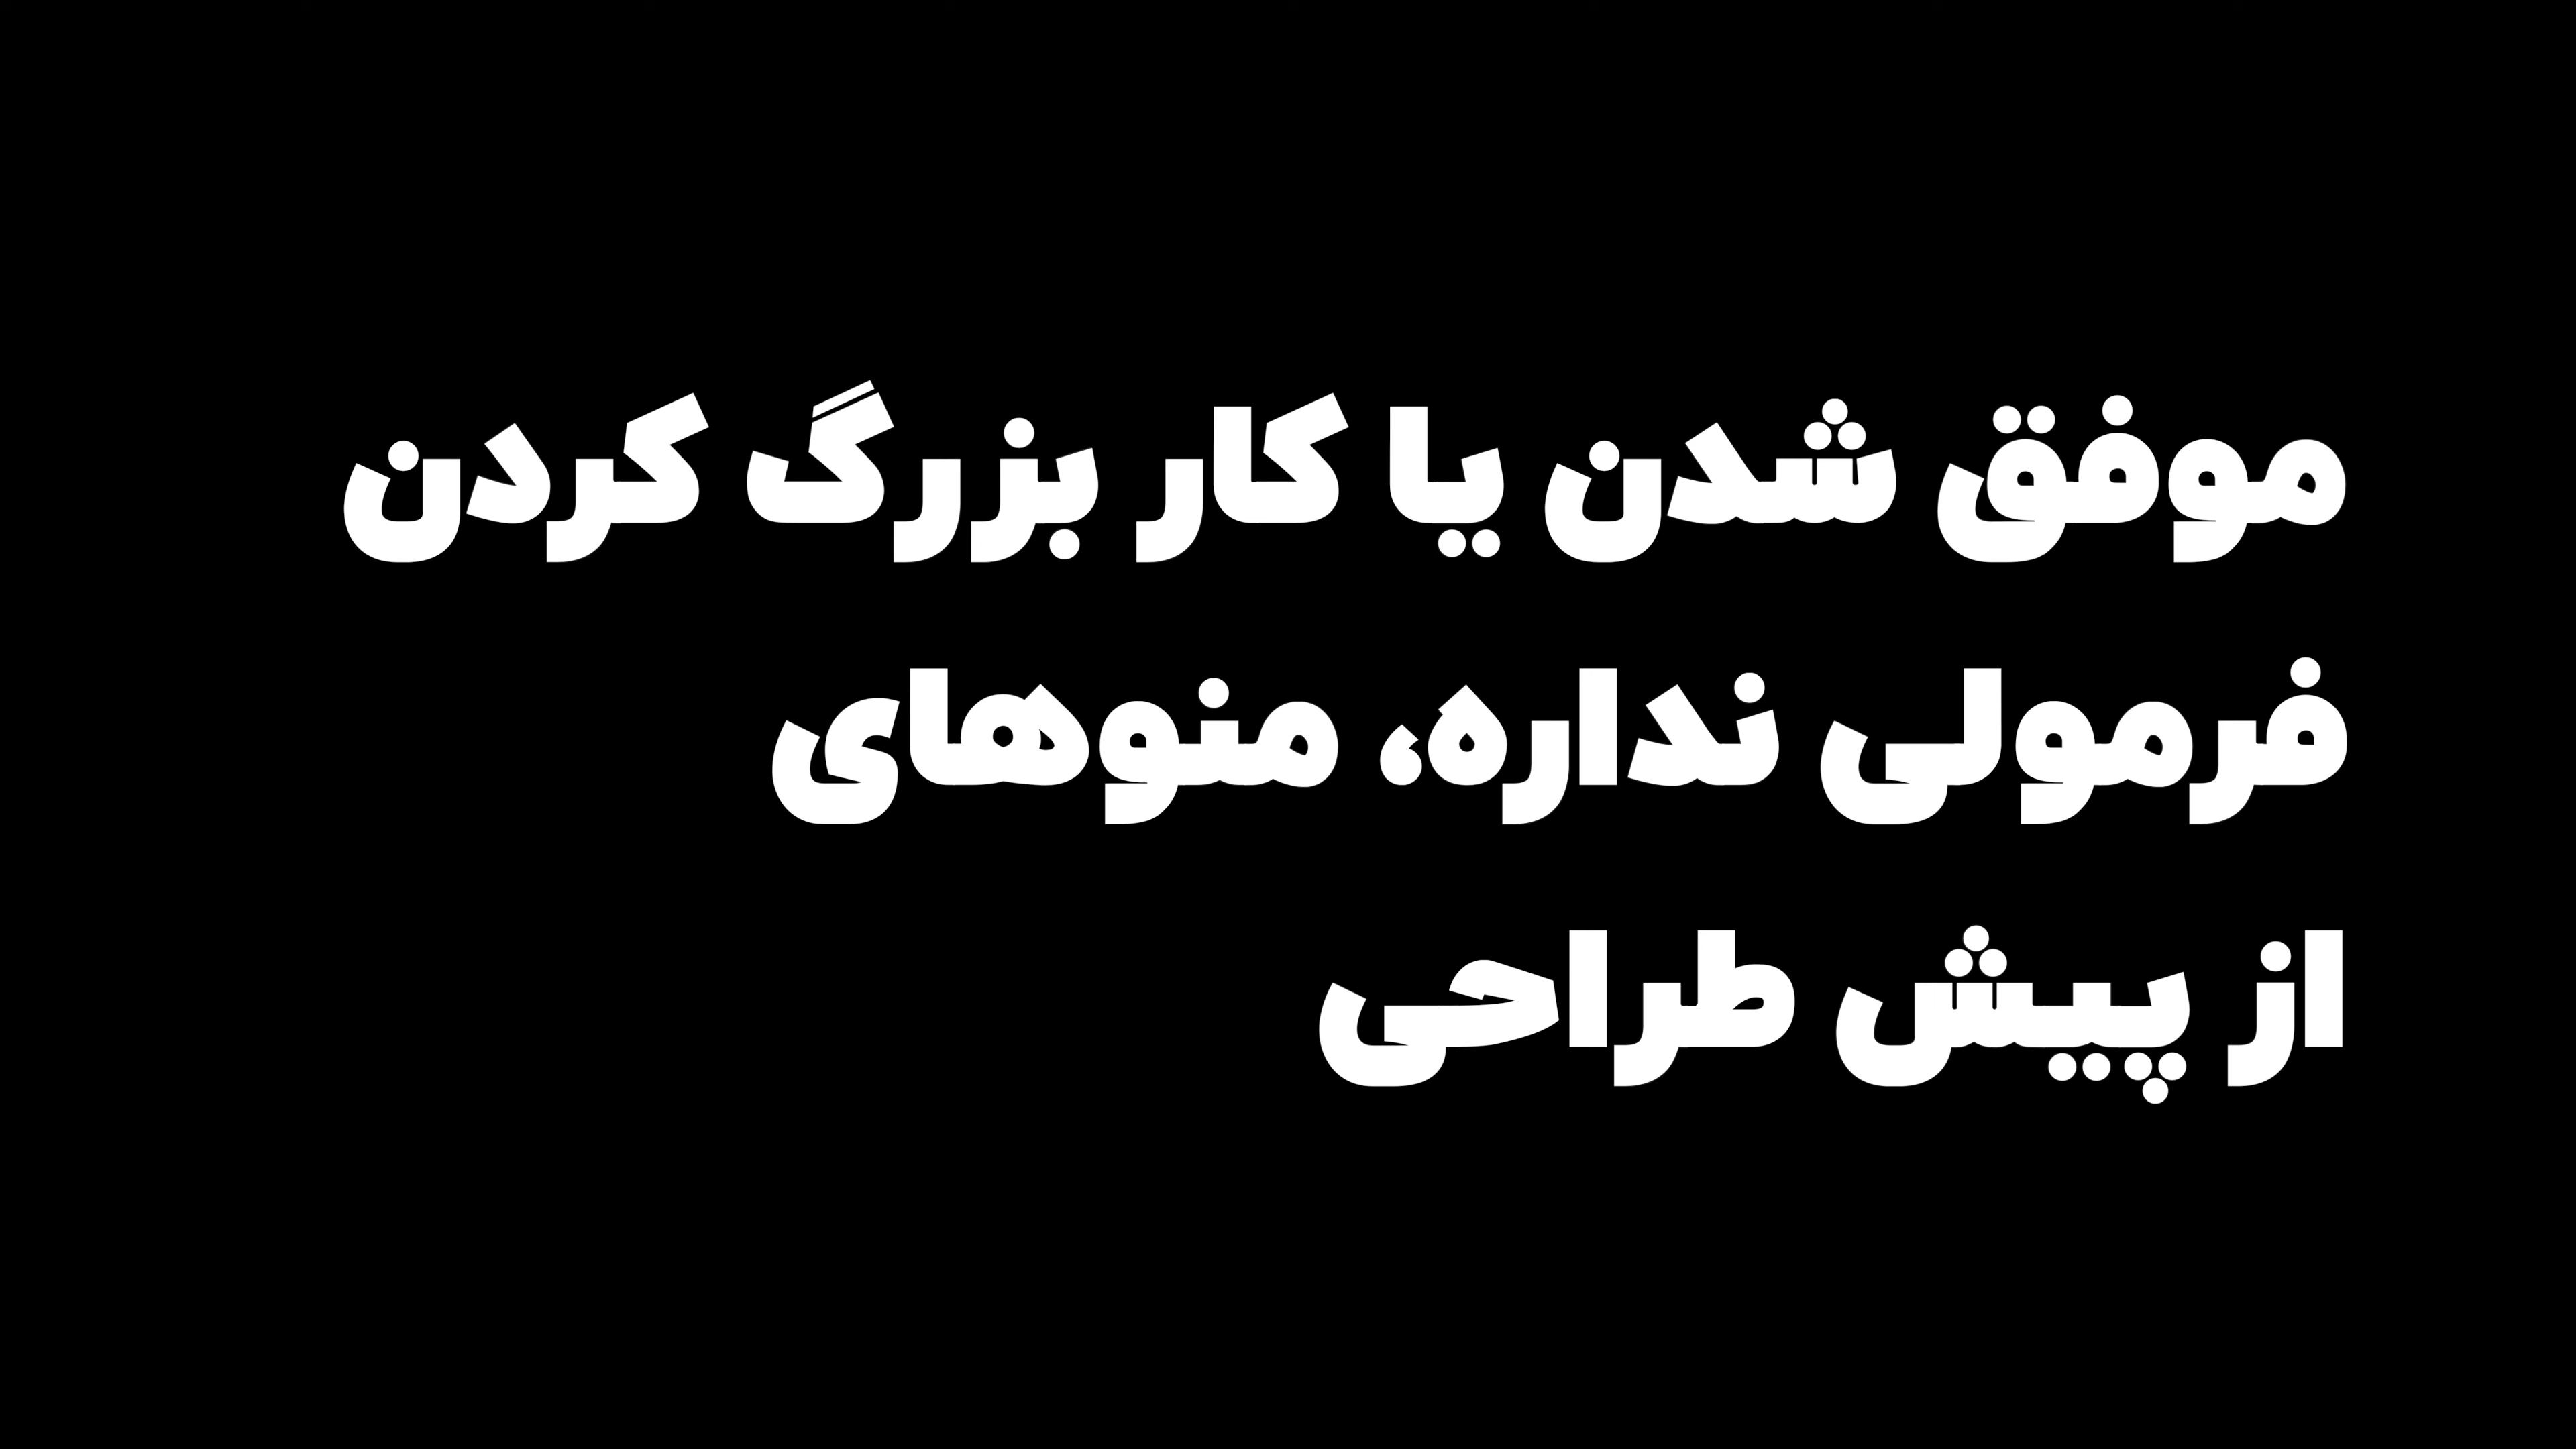 موفق شدن یا کار بزرگ کردن
فرمولی نداره، منوهای
از پیش طراحی